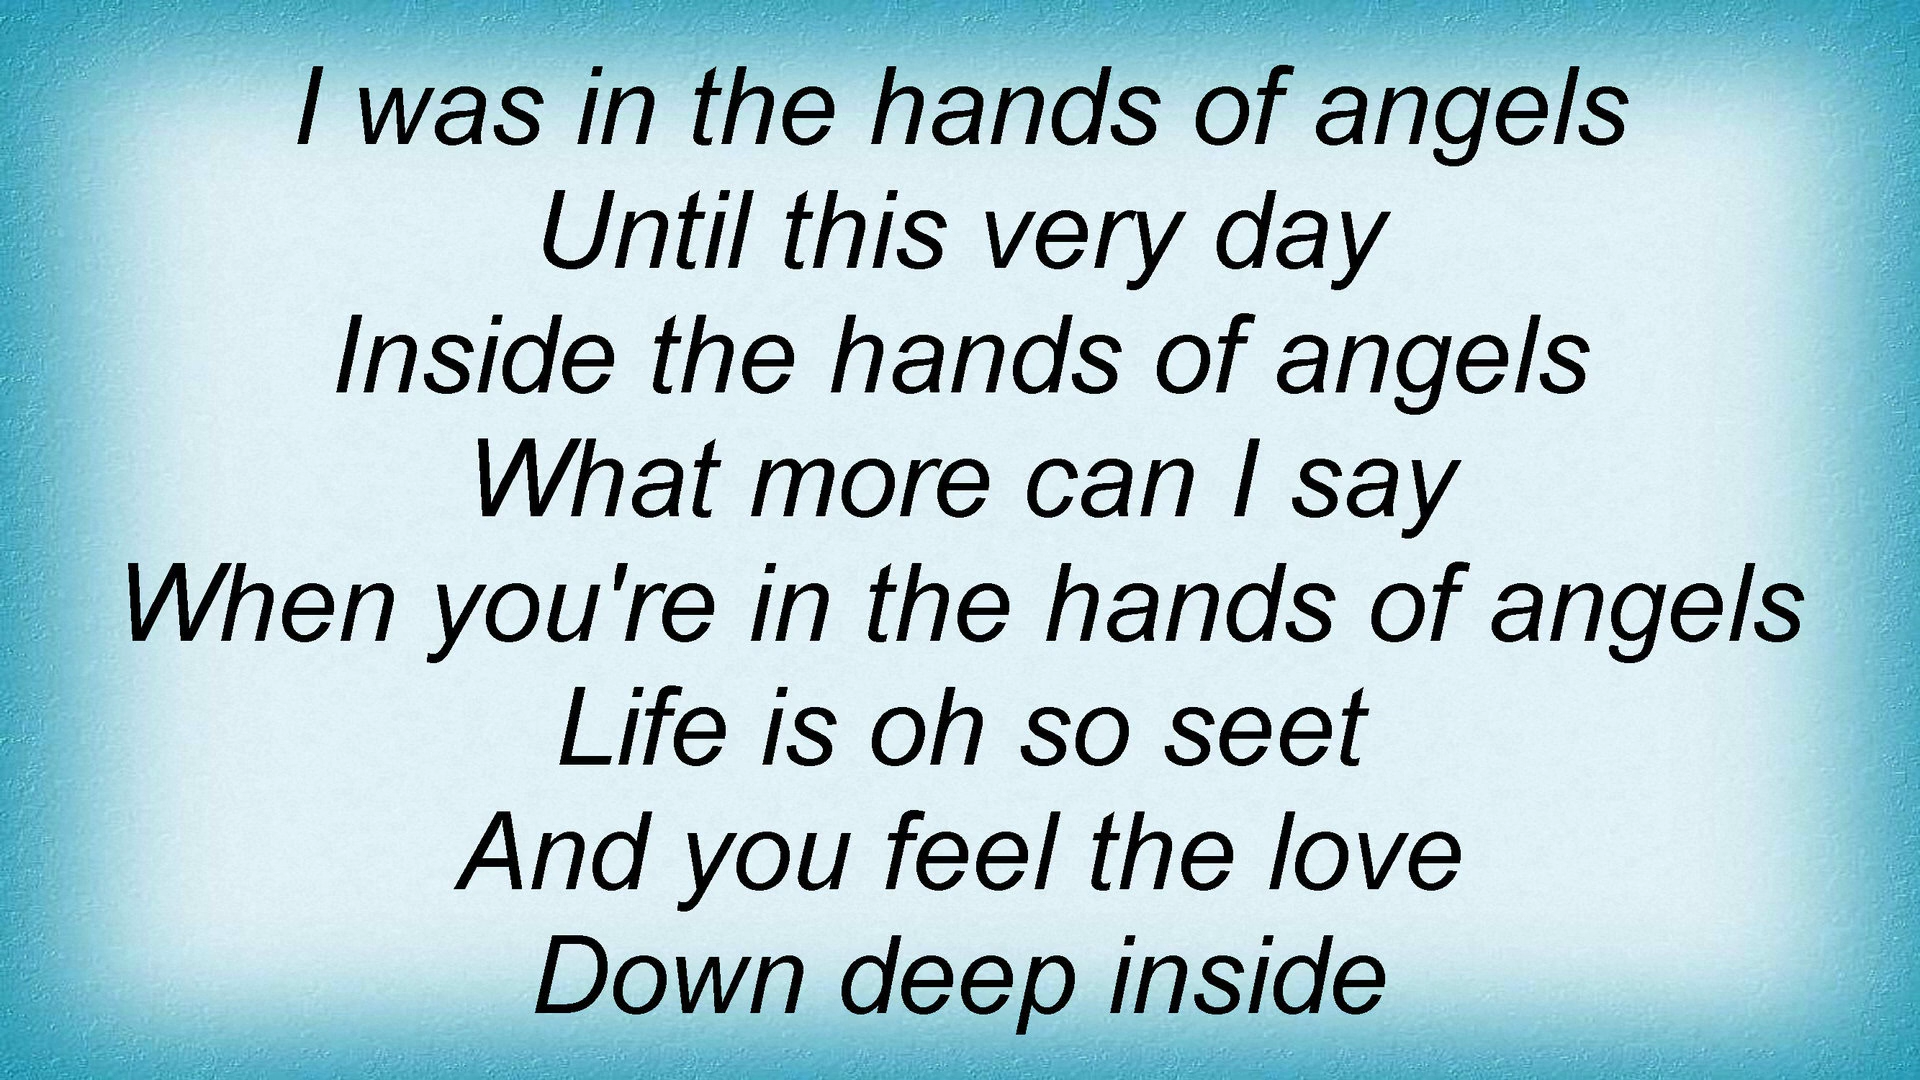 I was in the hands of angels
Until this very day
Inside the hands of angels
What more can I say
When you're in the hands of angels
Life is oh so seet
And you feel the love
Down deep inside